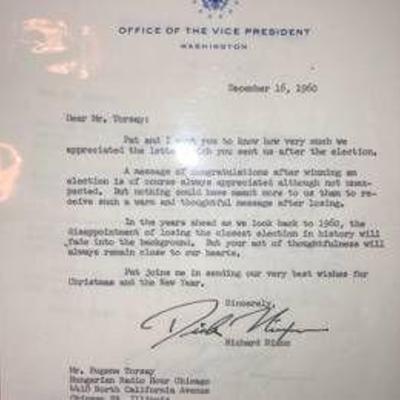 OFFICE OF THE VICE PRESIDENT
WASHINGTON
December 16, 1960
Dear Mr. Torsay:
Pat and I want you to know how very much we
appreciated the letter which you sent us after the election.
A message of congratulations after winning an
election is of course always appreciated although not unex-
pected. But nothing could have meant more to us then to re-
ceive such a warm and thoughtful message after losing.
In the years ahead as we look back to 1960, the
disappointment of losing the closest election in history will
fade into the background. But your act of thoughtfulness will
always remain close to our hearts.
Pat joins me in sending our very best wishes for
Christmas and the New Year.
Sincerely,
Dick Nixon
Richard Nixon
Mr. Eugene Torsay
Hungarian Radio Hour Chicago
4410 North California Avenue
Chicago Illinois